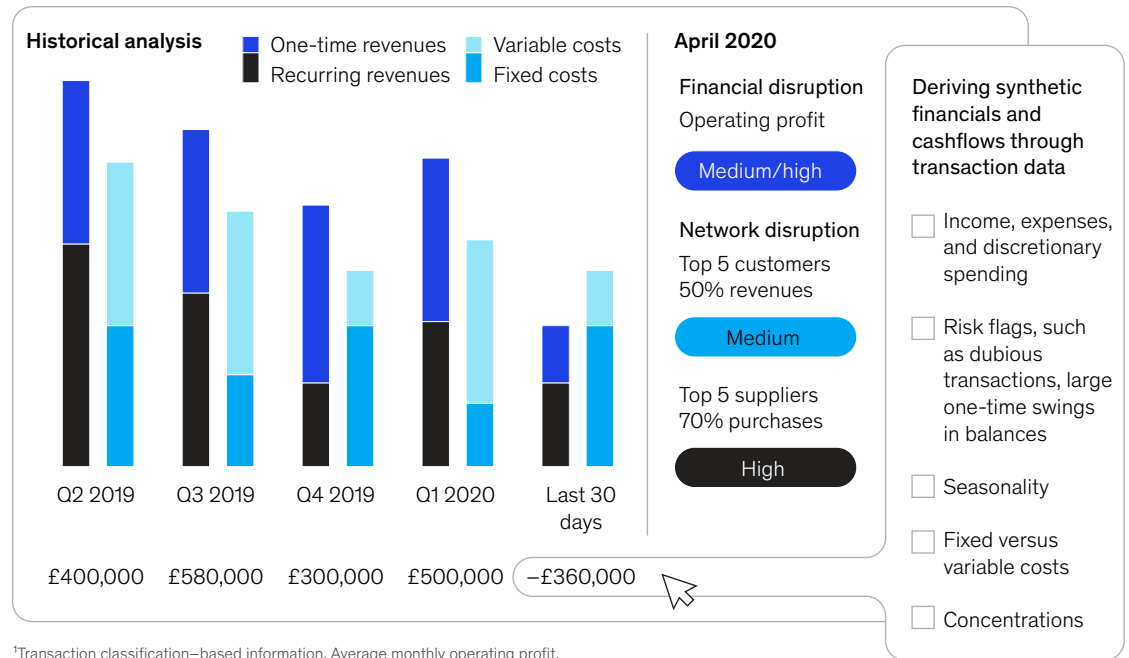 Historical analysis
One-time revenues
Recurring revenues
Variable costs
Fixed costs
Q2 2019
Q3 2019
Q4 2019
Q1 2020
Last 30
days
£400,000
£580,000
£300,000
£500,000
–£360,000
April 2020
Financial disruption
Operating profit
Medium/high
Network disruption
Top 5 customers
50% revenues
Medium
Top 5 suppliers
70% purchases
High
Deriving synthetic
financials and
cashflows through
transaction data
Income, expenses,
and discretionary
spending
Risk flags, such
as dubious
transactions, large
one-time swings
in balances
Seasonality
Fixed versus
variable costs
Concentrations
¹Transaction classification–based information. Average monthly operating profit.